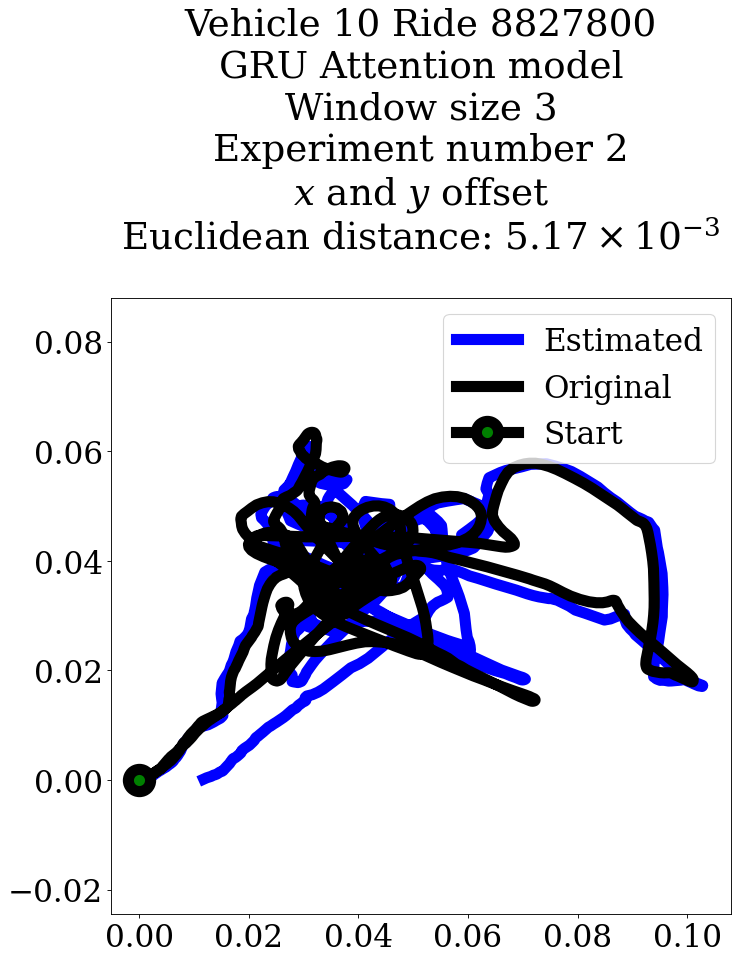 Vehicle 10 Ride 8827800
GRU Attention model
Window size 3
Experiment number 2
x and y offset
Euclidean distance: 5.17 × 10⁻³
Estimated
Original
Start
0.08
0.06
0.04
0.02
0.00
−0.02
0.00 0.02 0.04 0.06 0.08 0.10